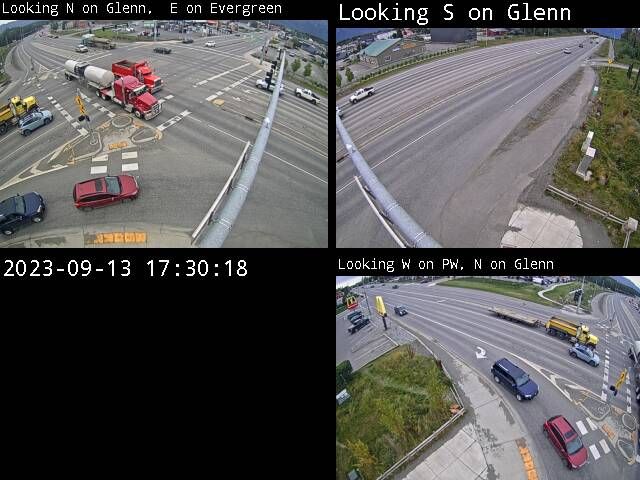 Looking N on Glenn,  E on Evergreen
Looking S on Glenn
2023-09-13 17:30:18
Looking W on PW, N on Glenn